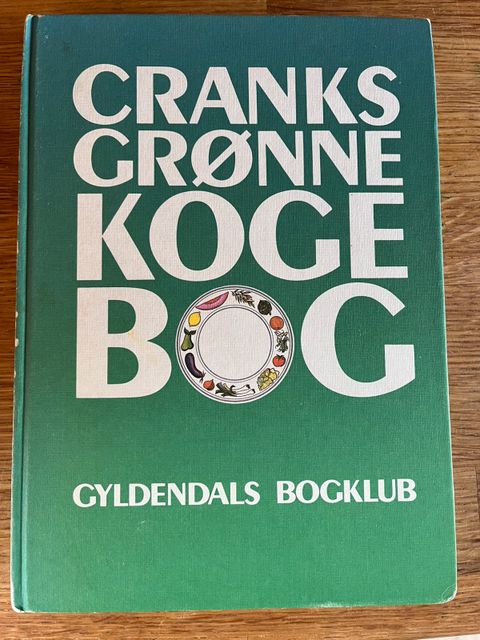 CRANKS
GRØNNE
KOGE
BOG
GYLDENDALS BOGKLUB